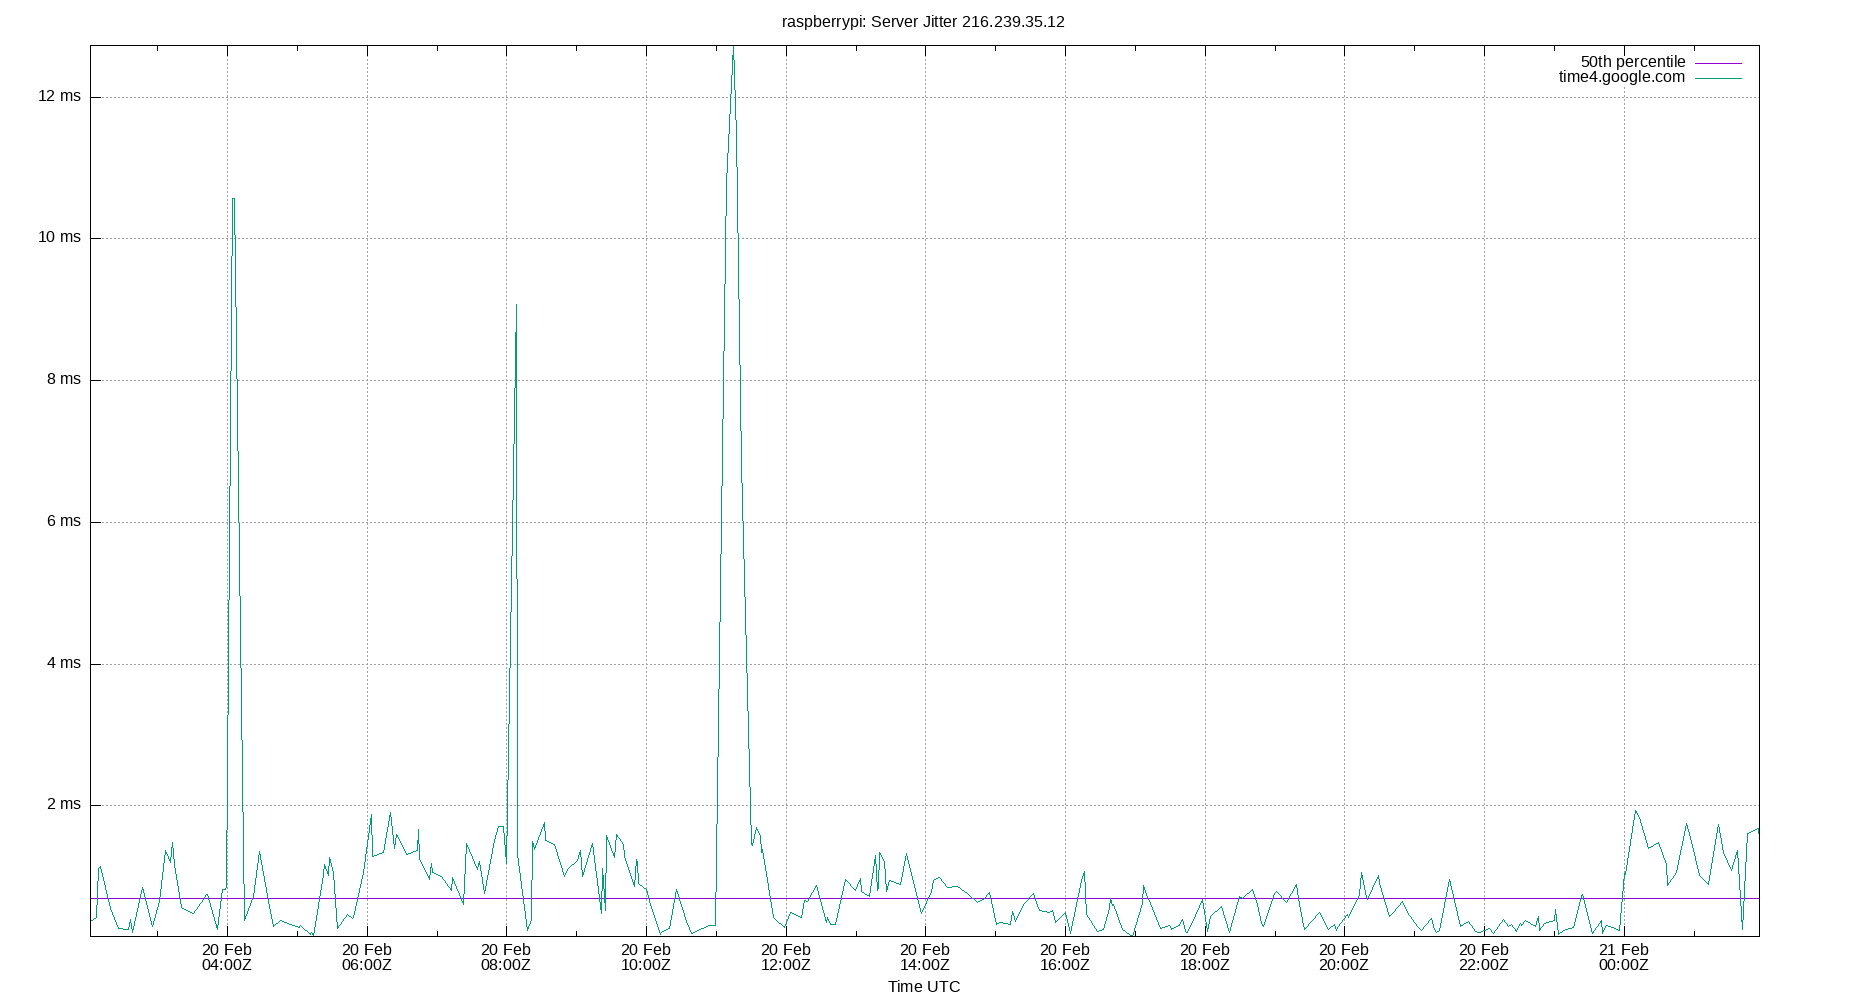 raspberrypi: Server Jitter 216.239.35.12
50th percentile
time4.google.com
12 ms
10 ms
8 ms
6 ms
4 ms
2 ms
20 Feb 20 Feb 20 Feb 20 Feb 20 Feb 20 Feb 20 Feb 20 Feb 20 Feb 20 Feb 21 Feb
04:00Z 06:00Z 08:00Z 10:00Z 12:00Z 14:00Z 16:00Z 18:00Z 20:00Z 22:00Z 00:00Z
Time UTC